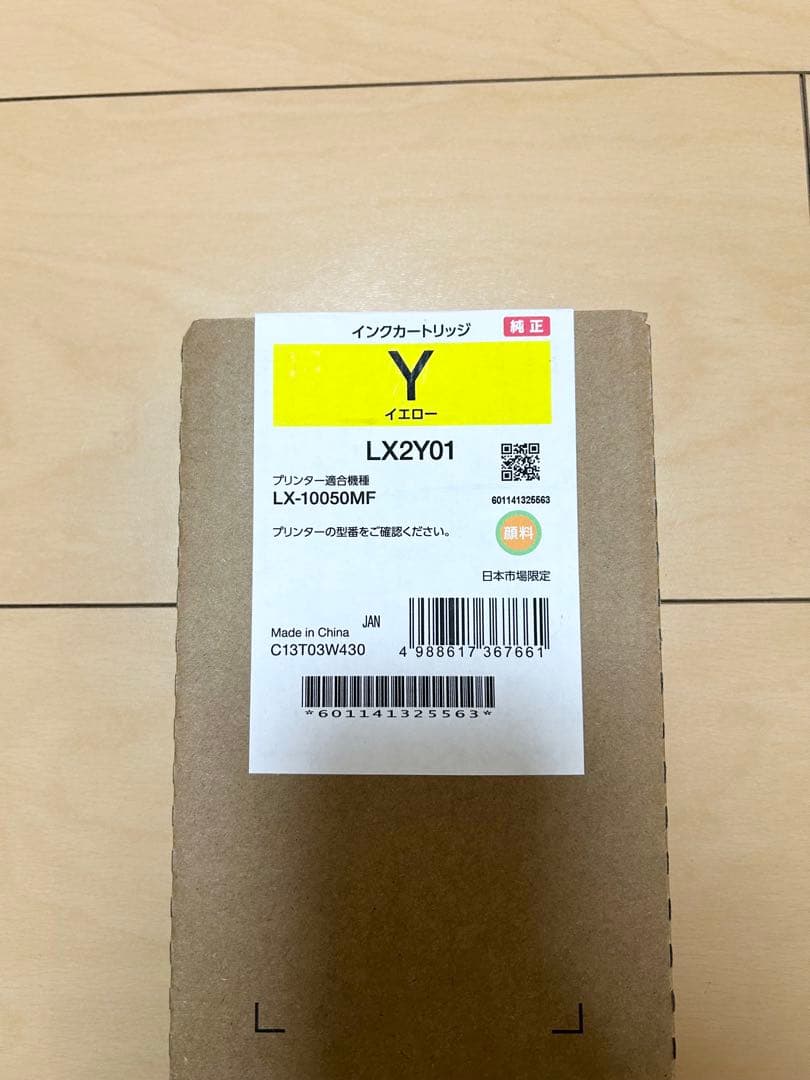 インクカートリッジ 純正
Y
イエロー
LX2Y01
プリンター適合機種
LX-10050MF
601141325563
プリンターの型番をご確認ください。
顔料
日本市場限定
JAN
Made in China
C13T03W430
4 988617 367661
*601141325563*